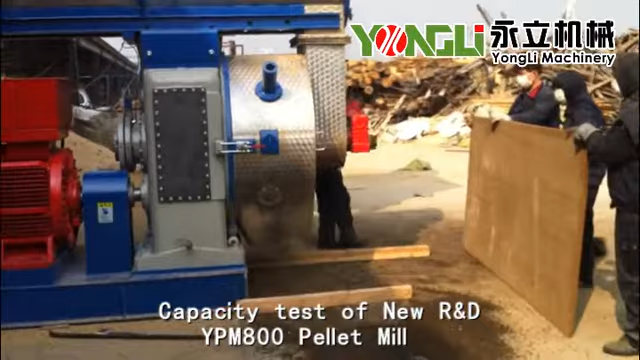 YONGLI 永立机械
YongLi Machinery
Capacity test of New R&D
YPM800 Pellet Mill